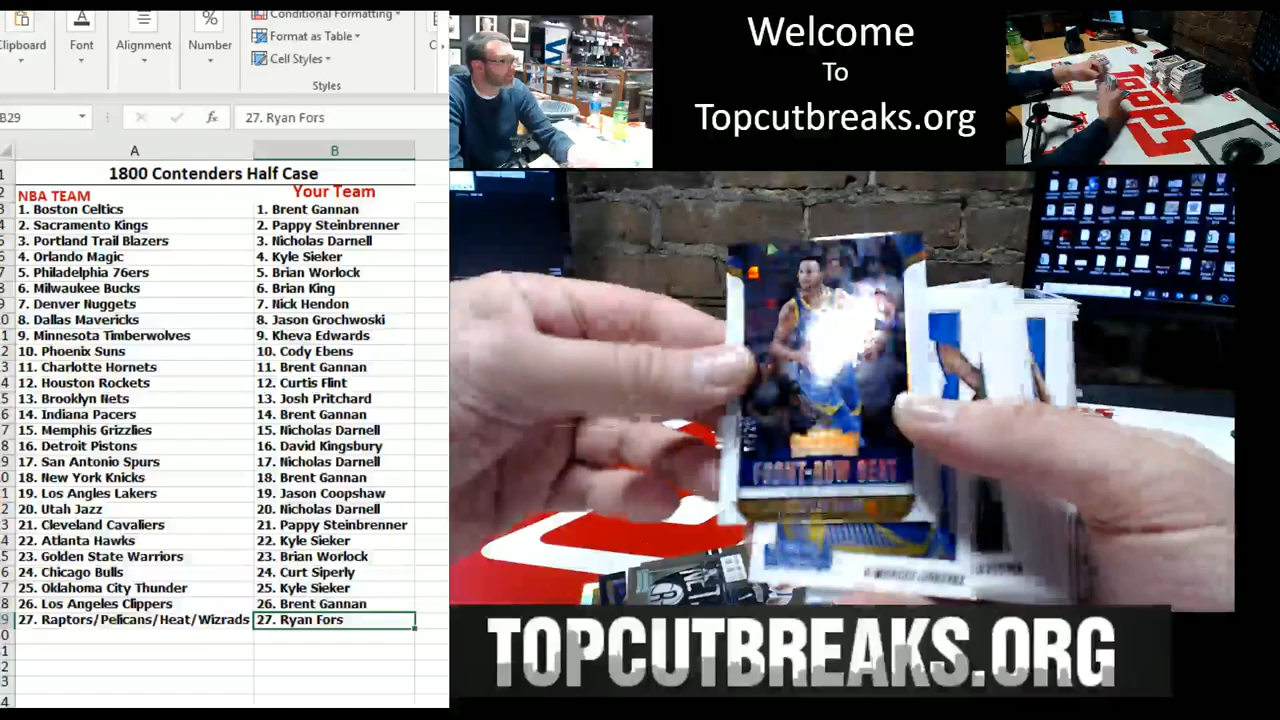 Conditional Formatting
Format as Table
Cell Styles
Clipboard
Font
Alignment
Number
Styles
B29
fx
27. Ryan Fors
A
B
1800 Contenders Half Case
NBA TEAM
Your Team
1. Boston Celtics
1. Brent Gannan
2. Sacramento Kings
2. Pappy Steinbrenner
3. Portland Trail Blazers
3. Nicholas Darnell
4. Orlando Magic
4. Kyle Sieker
5. Philadelphia 76ers
5. Brian Worlock
6. Milwaukee Bucks
6. Brian King
7. Denver Nuggets
7. Nick Hendon
8. Dallas Mavericks
8. Jason Grochwoski
9. Minnesota Timberwolves
9. Kheva Edwards
10. Phoenix Suns
10. Cody Ebens
11. Charlotte Hornets
11. Brent Gannan
12. Houston Rockets
12. Curtis Flint
13. Brooklyn Nets
13. Josh Pritchard
14. Indiana Pacers
14. Brent Gannan
15. Memphis Grizzlies
15. Nicholas Darnell
16. Detroit Pistons
16. David Kingsbury
17. San Antonio Spurs
17. Nicholas Darnell
18. New York Knicks
18. Brent Gannan
19. Los Angles Lakers
19. Jason Coopshaw
20. Utah Jazz
20. Nicholas Darnell
21. Cleveland Cavaliers
21. Pappy Steinbrenner
22. Atlanta Hawks
22. Kyle Sieker
23. Golden State Warriors
23. Brian Worlock
24. Chicago Bulls
24. Curt Siperly
25. Oklahoma City Thunder
25. Kyle Sieker
26. Los Angeles Clippers
26. Brent Gannan
27. Raptors/Pelicans/Heat/Wizrads
27. Ryan Fors
Welcome
To
Topcutbreaks.org
TOPPS
FRONT-ROW SEAT
TOPCUTBREAKS.ORG